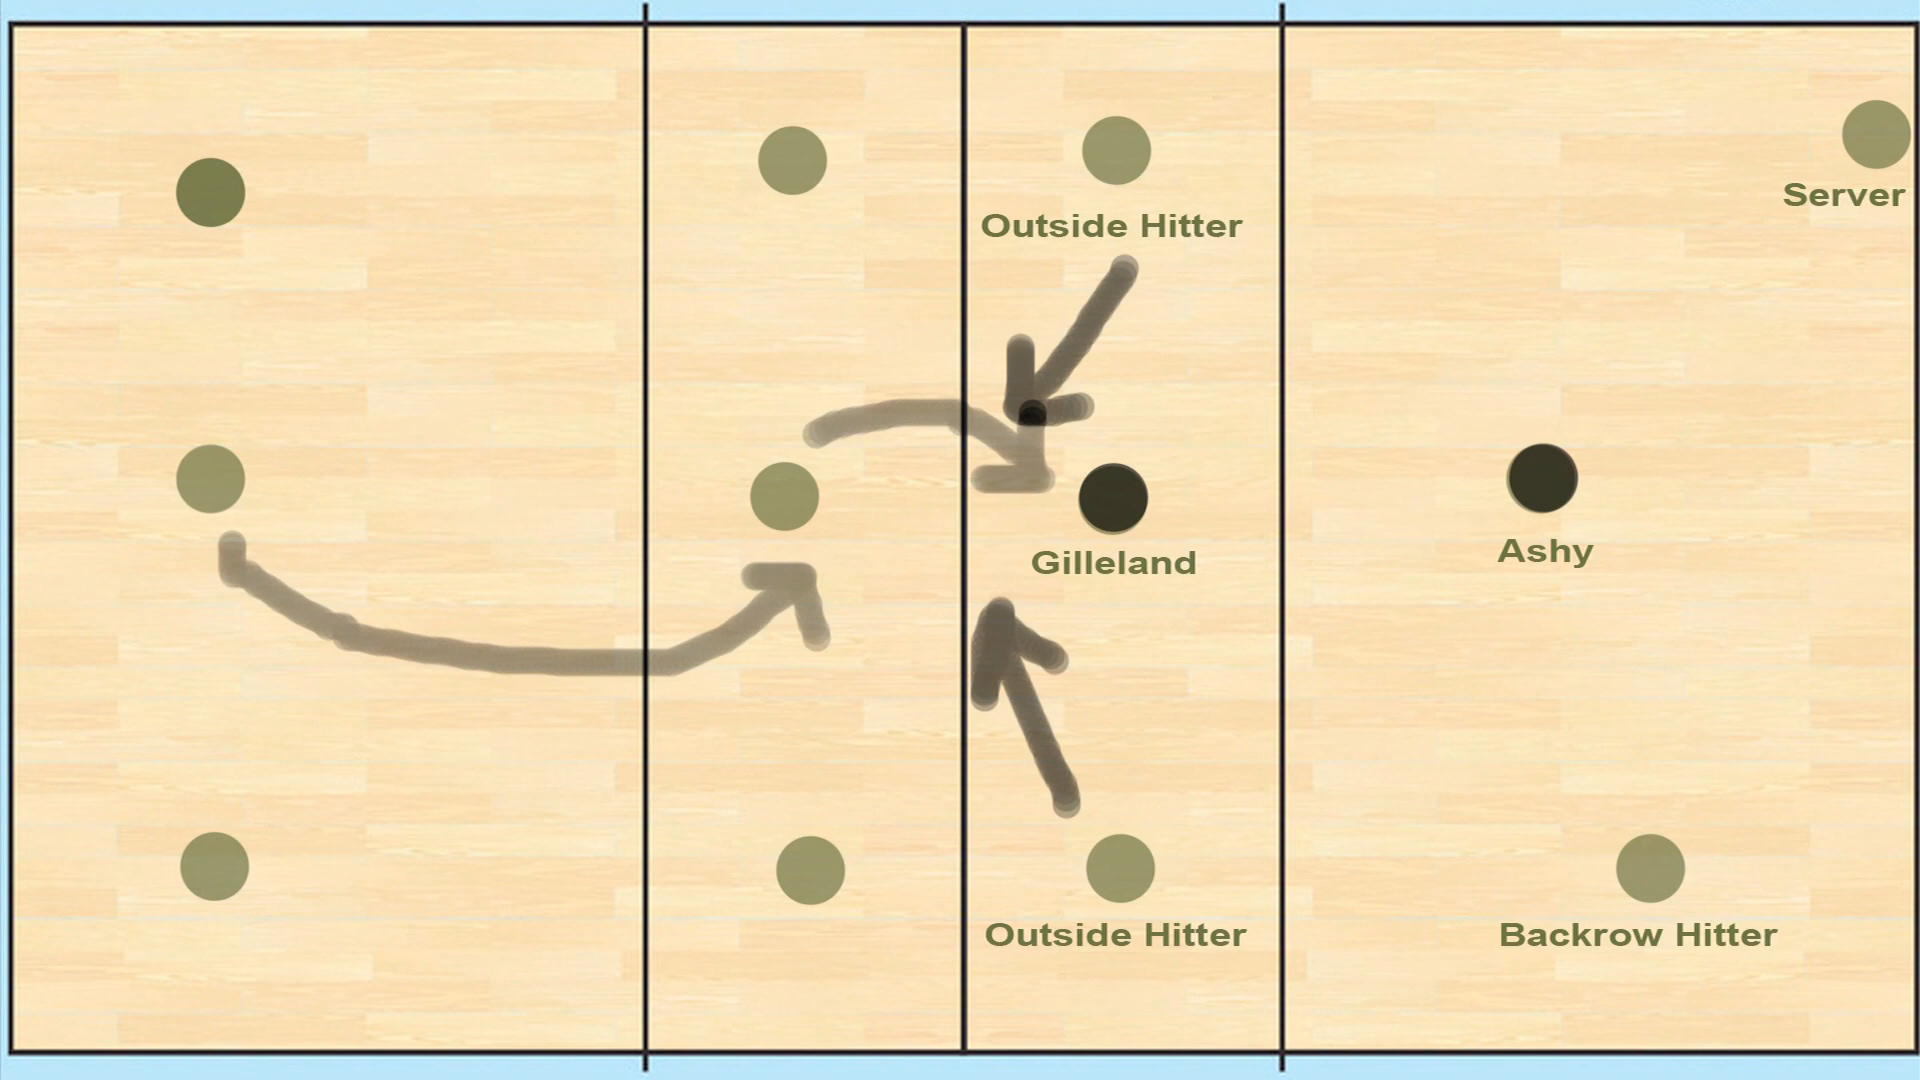 Server
Outside Hitter
Ashy
Gilleland
Outside Hitter
Backrow Hitter